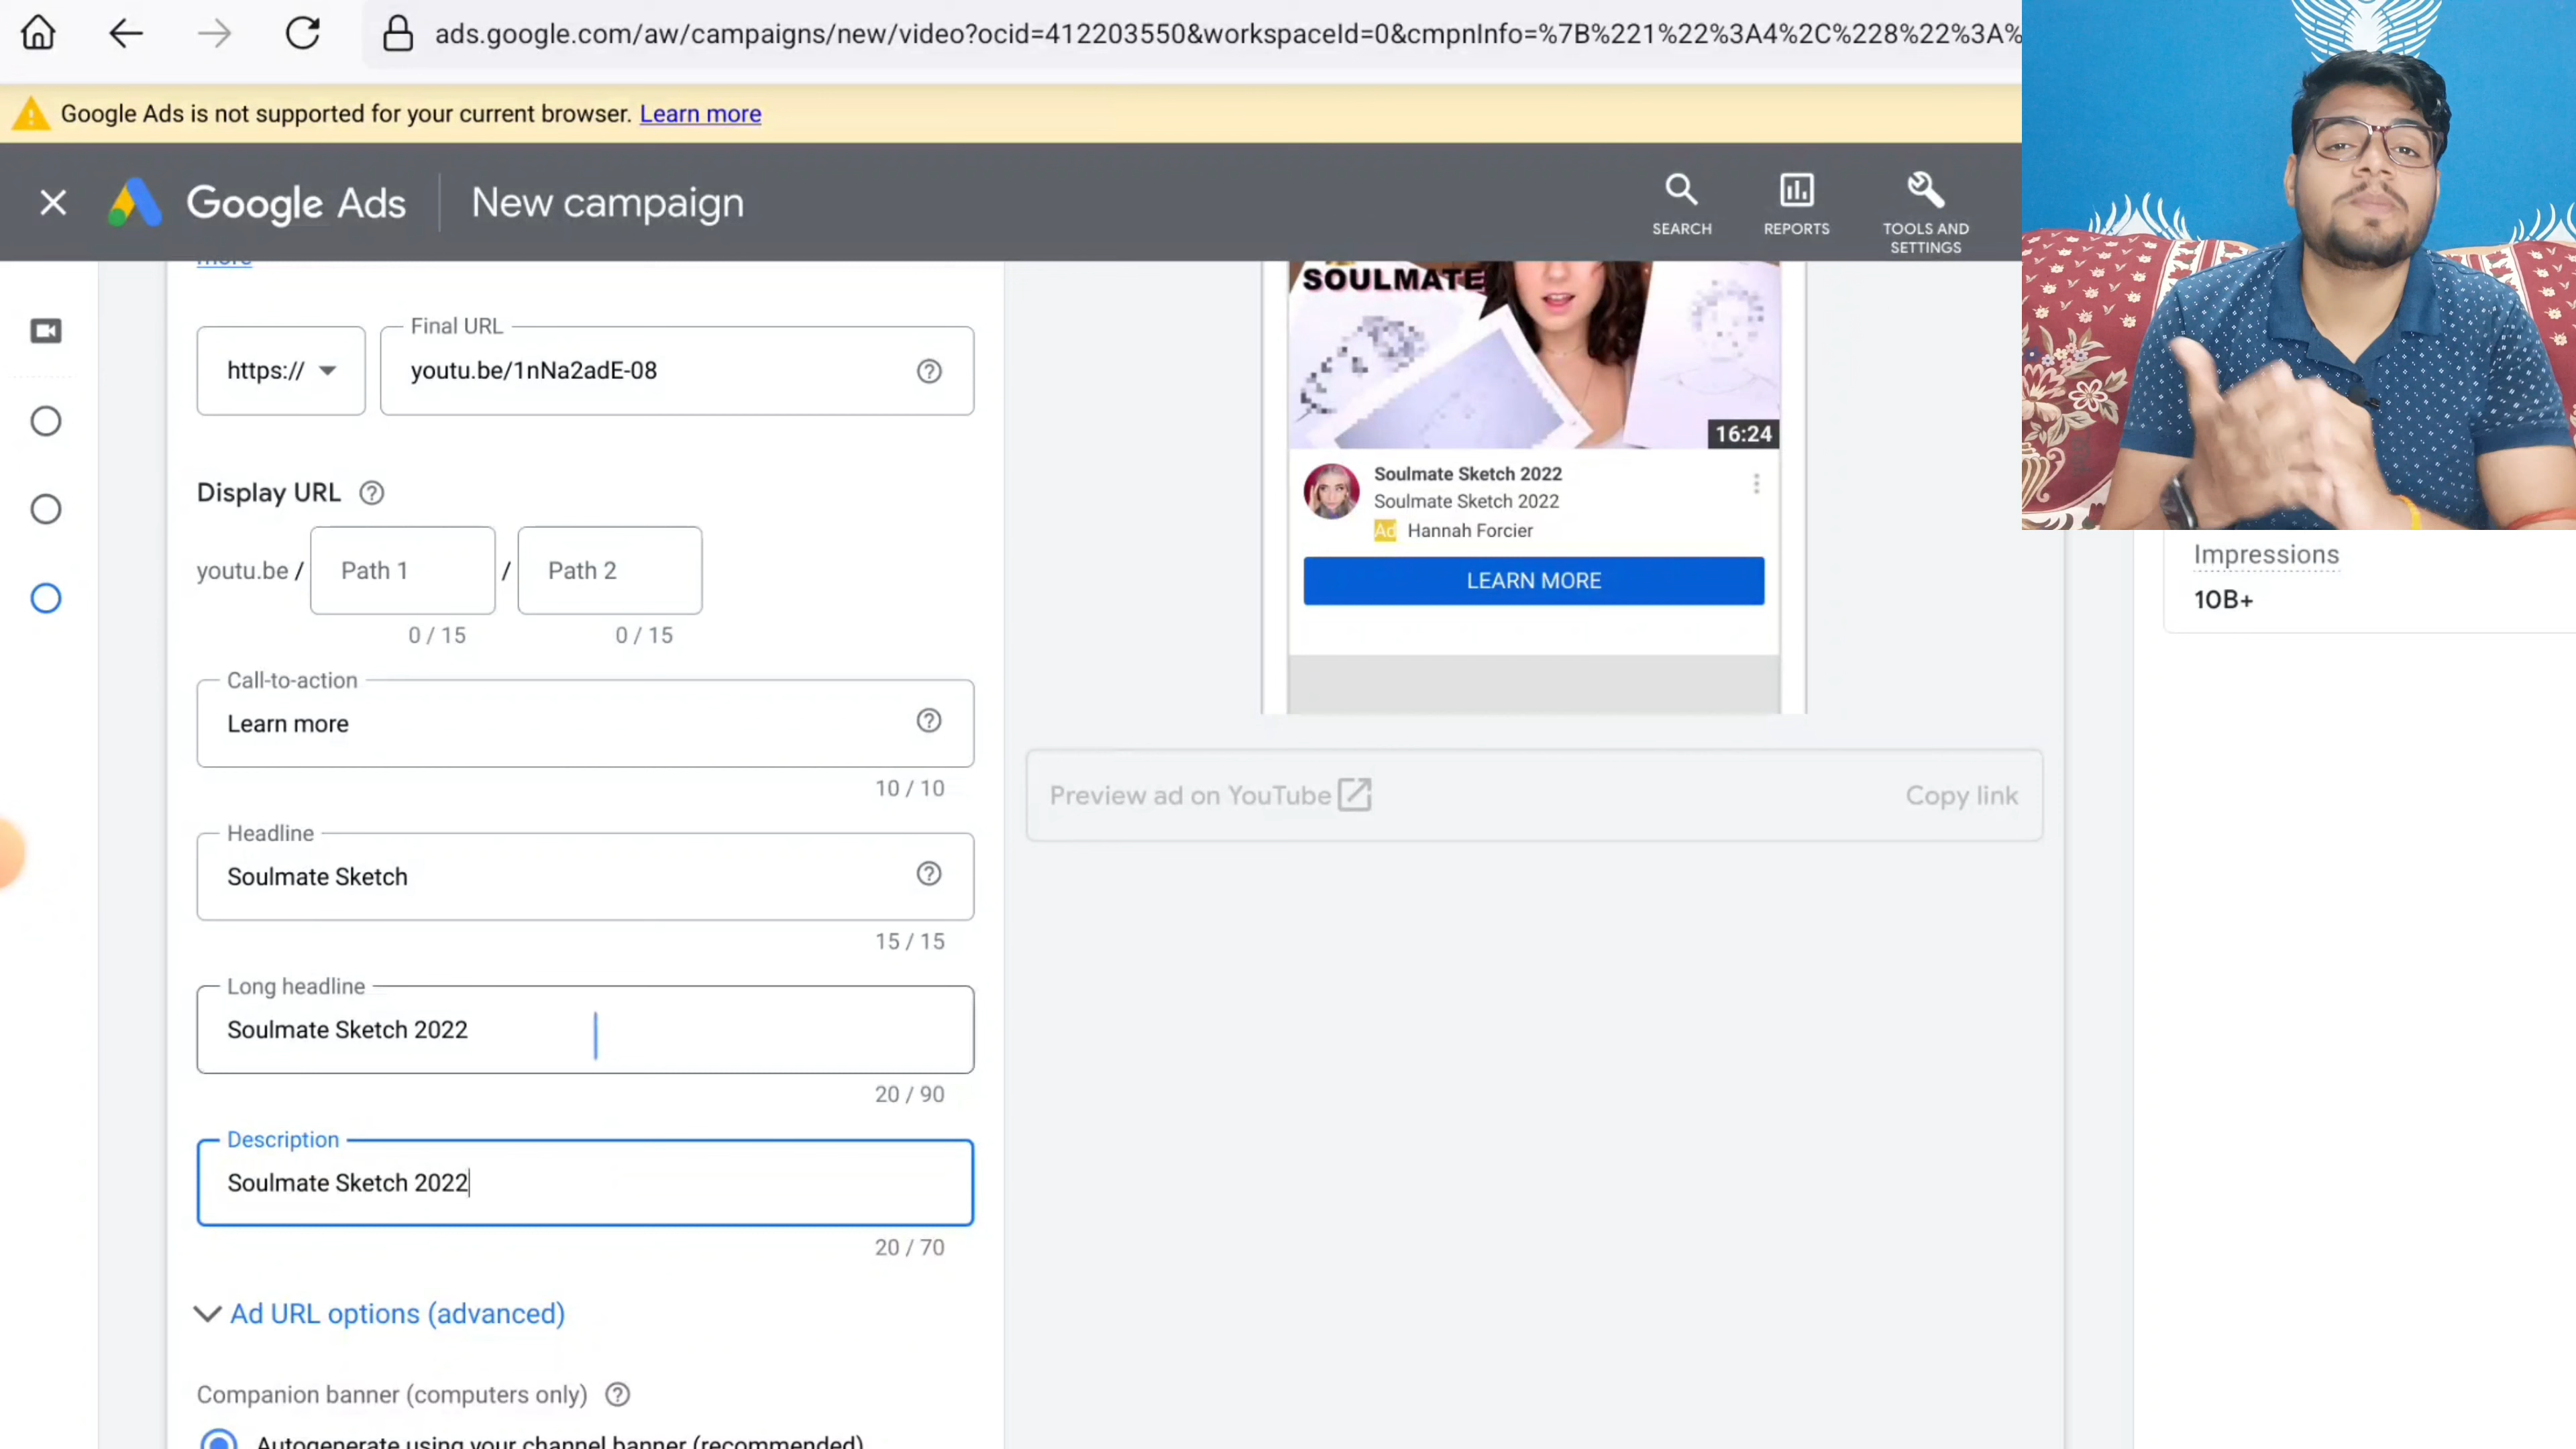 ads.google.com/aw/campaigns/new/video?ocid=412203550&workspaceId=0&cmpnInfo=%7B%221%22%3A4%2C%228%22%3A%
Google Ads is not supported for your current browser. Learn more
Google Ads
New campaign
SEARCH
REPORTS
TOOLS AND
SETTINGS
more
https://
Final URL
youtu.be/1nNa2adE-08
Display URL
youtu.be /
Path 1
/
Path 2
0 / 15
0 / 15
Call-to-action
Learn more
10 / 10
Headline
Soulmate Sketch
15 / 15
Long headline
Soulmate Sketch 2022
20 / 90
Description
Soulmate Sketch 2022
20 / 70
Ad URL options (advanced)
Companion banner (computers only)
Autogenerate using your channel banner (recommended)
SOULMATE
16:24
Soulmate Sketch 2022
Soulmate Sketch 2022
Ad Hannah Forcier
LEARN MORE
Preview ad on YouTube
Copy link
Impressions
10B+